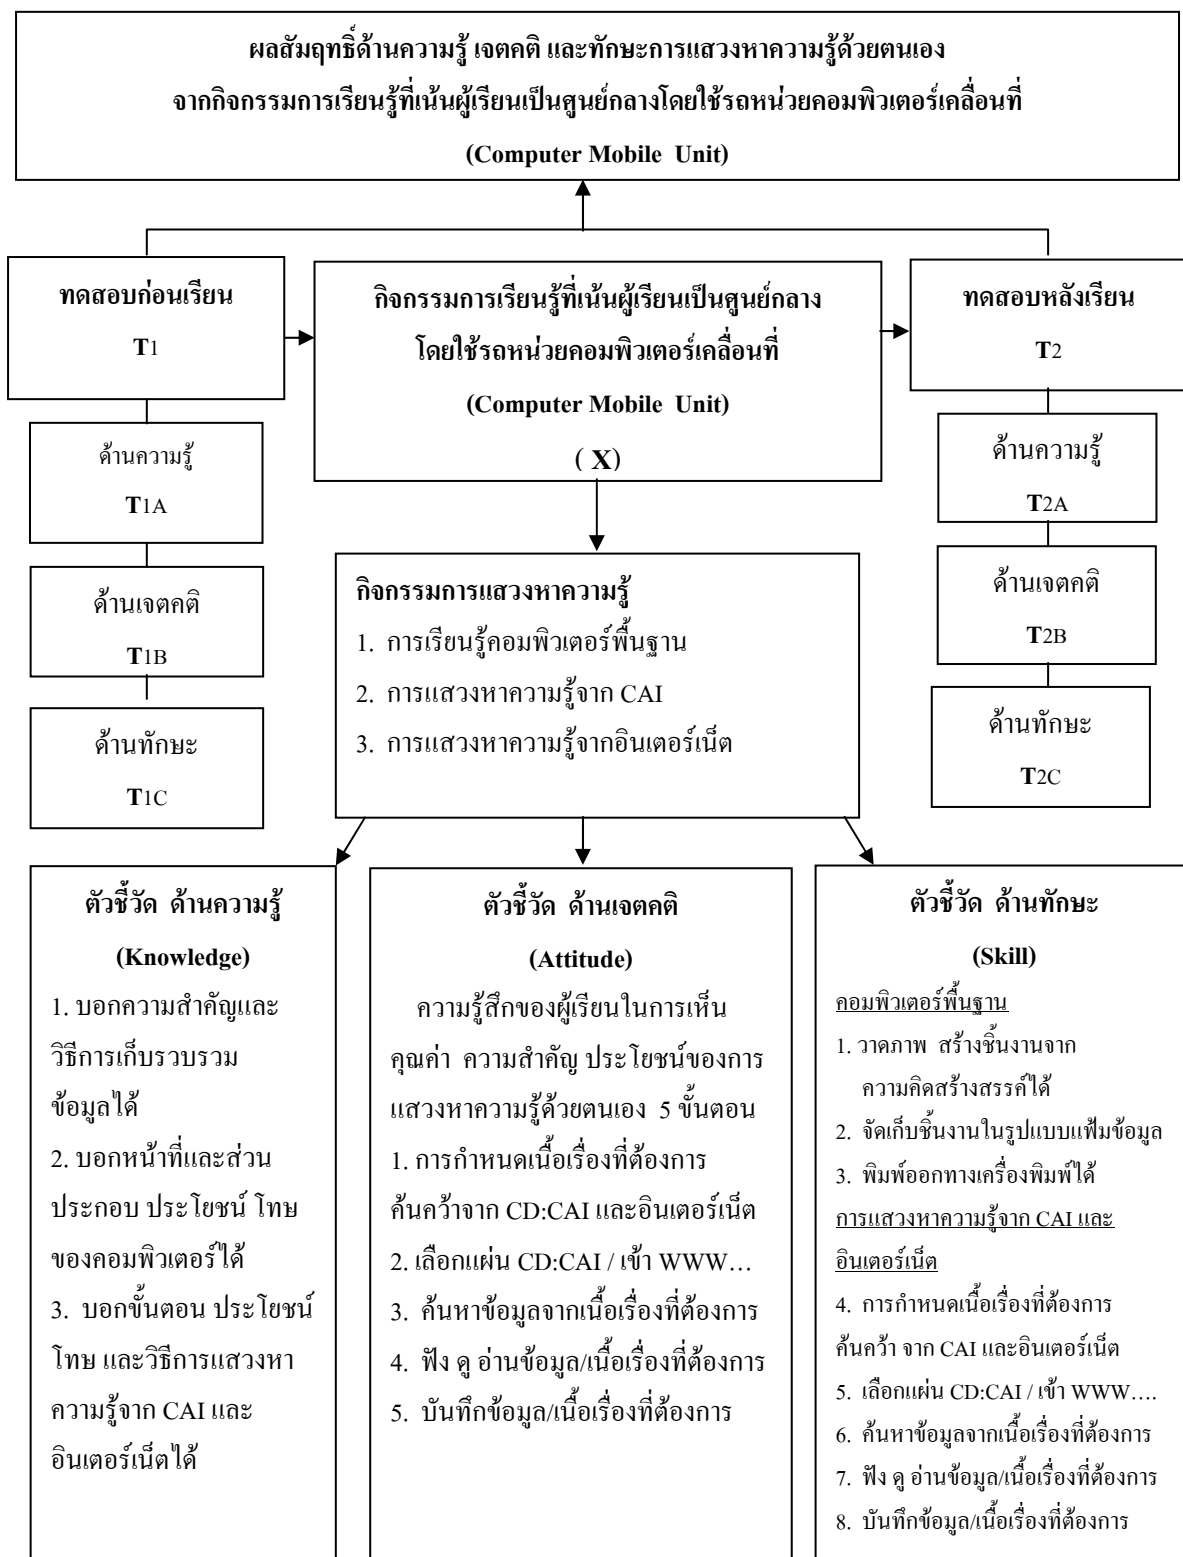 ผลสัมฤทธิ์ด้านความรู้ เจตคติ และทักษะการแสวงหาความรู้ด้วยตนเอง
จากกิจกรรมการเรียนรู้ที่เน้นผู้เรียนเป็นศูนย์กลางโดยใช้รถหน่วยคอมพิวเตอร์เคลื่อนที่
(Computer Mobile Unit)
ทดสอบก่อนเรียน
T1
กิจกรรมการเรียนรู้ที่เน้นผู้เรียนเป็นศูนย์กลาง
โดยใช้รถหน่วยคอมพิวเตอร์เคลื่อนที่
(Computer Mobile Unit)
( X)
ทดสอบหลังเรียน
T2
ด้านความรู้
T1A
ด้านเจตคติ
T1B
ด้านทักษะ
T1C
ด้านความรู้
T2A
ด้านเจตคติ
T2B
ด้านทักษะ
T2C
กิจกรรมการแสวงหาความรู้
1. การเรียนรู้คอมพิวเตอร์พื้นฐาน
2. การแสวงหาความรู้จาก CAI
3. การแสวงหาความรู้จากอินเตอร์เน็ต
ตัวชี้วัด ด้านความรู้
(Knowledge)
1. บอกความสำคัญและ
วิธีการเก็บรวบรวม
ข้อมูลได้
2. บอกหน้าที่และส่วน
ประกอบ ประโยชน์ โทษ
ของคอมพิวเตอร์ได้
3. บอกขั้นตอน ประโยชน์
โทษ และวิธีการแสวงหา
ความรู้จาก CAI และ
อินเตอร์เน็ตได้
ตัวชี้วัด ด้านเจตคติ
(Attitude)
ความรู้สึกของผู้เรียนในการเห็น
คุณค่า ความสำคัญ ประโยชน์ของการ
แสวงหาความรู้ด้วยตนเอง 5 ขั้นตอน
1. การกำหนดเนื้อเรื่องที่ต้องการ
ค้นคว้าจาก CD:CAI และอินเตอร์เน็ต
2. เลือกแผ่น CD:CAI / เข้า WWW…
3. ค้นหาข้อมูลจากเนื้อเรื่องที่ต้องการ
4. ฟัง ดู อ่านข้อมูล/เนื้อเรื่องที่ต้องการ
5. บันทึกข้อมูล/เนื้อเรื่องที่ต้องการ
ตัวชี้วัด ด้านทักษะ
(Skill)
คอมพิวเตอร์พื้นฐาน
1. วาดภาพ สร้างชิ้นงานจาก
ความคิดสร้างสรรค์ได้
2. จัดเก็บชิ้นงานในรูปแบบแฟ้มข้อมูล
3. พิมพ์ออกทางเครื่องพิมพ์ได้
การแสวงหาความรู้จาก CAI และ
อินเตอร์เน็ต
4. การกำหนดเนื้อเรื่องที่ต้องการ
ค้นคว้า จาก CAI และอินเตอร์เน็ต
5. เลือกแผ่น CD:CAI / เข้า WWW….
6. ค้นหาข้อมูลจากเนื้อเรื่องที่ต้องการ
7. ฟัง ดู อ่านข้อมูล/เนื้อเรื่องที่ต้องการ
8. บันทึกข้อมูล/เนื้อเรื่องที่ต้องการ